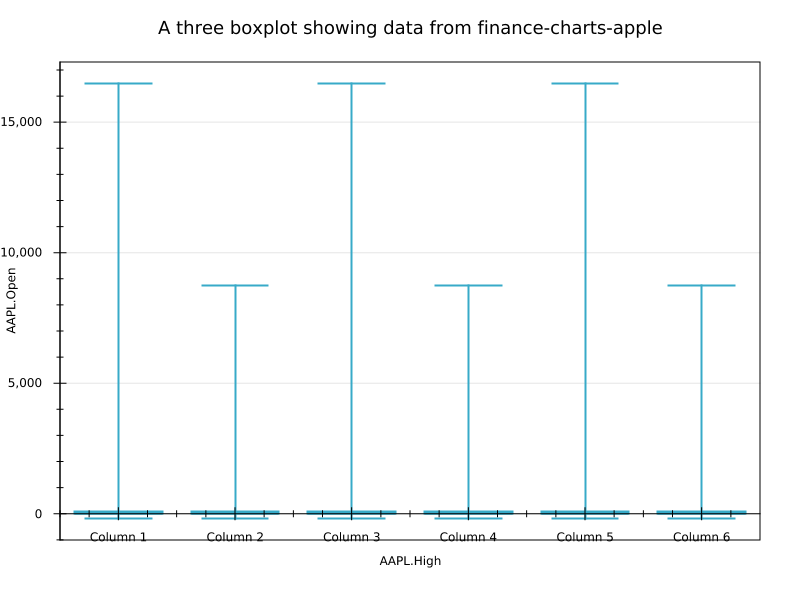 A three boxplot showing data from finance-charts-apple
15,000
10,000
5,000
0
AAPL.Open
Column 1 Column 2 Column 3 Column 4 Column 5 Column 6
AAPL.High